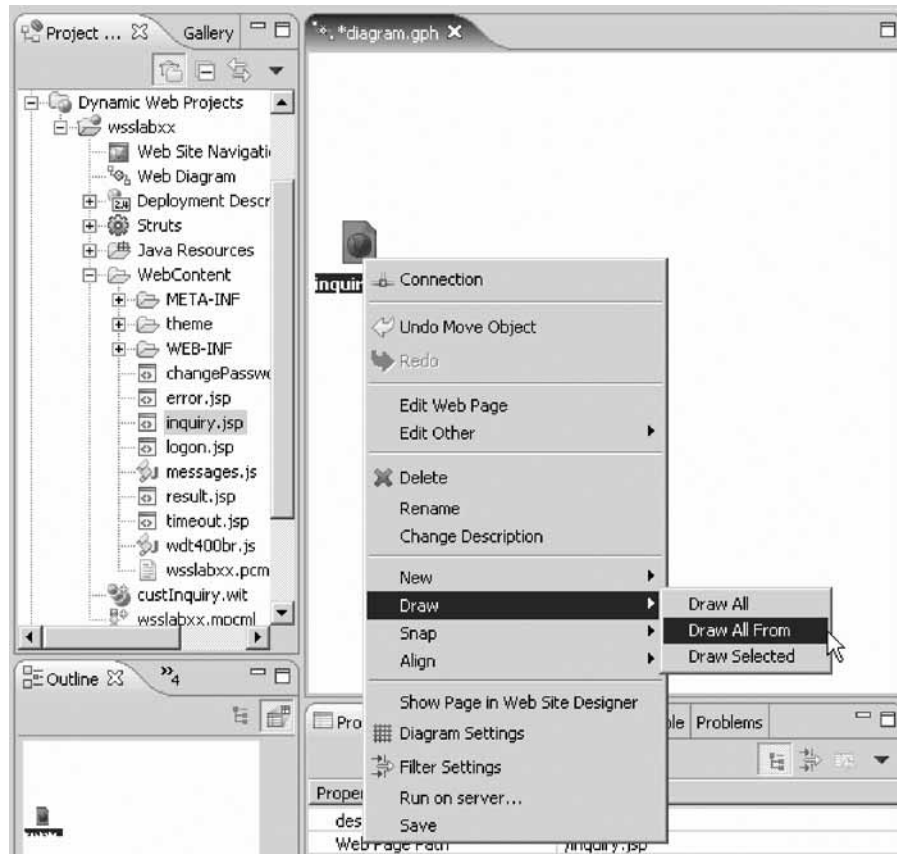 Project ...
Gallery
*diagram.gph
Dynamic Web Projects
wsslabxx
Web Site Navigati
Web Diagram
Deployment Descr
Struts
Java Resources
WebContent
META-INF
theme
WEB-INF
changePasswo
error.jsp
inquiry.jsp
logon.jsp
messages.js
result.jsp
timeout.jsp
wdt400br.js
wsslabxx.pcm
custInquiry.wit
wsslabxx.mpcml
inquir
Connection
Undo Move Object
Redo
Edit Web Page
Edit Other
Delete
Rename
Change Description
New
Draw
Snap
Align
Show Page in Web Site Designer
Diagram Settings
Filter Settings
Run on server...
Save
Draw All
Draw All From
Draw Selected
Outline
4
Pro
ble
Problems
Proper
des
Web Page Path
/inquiry.jsp